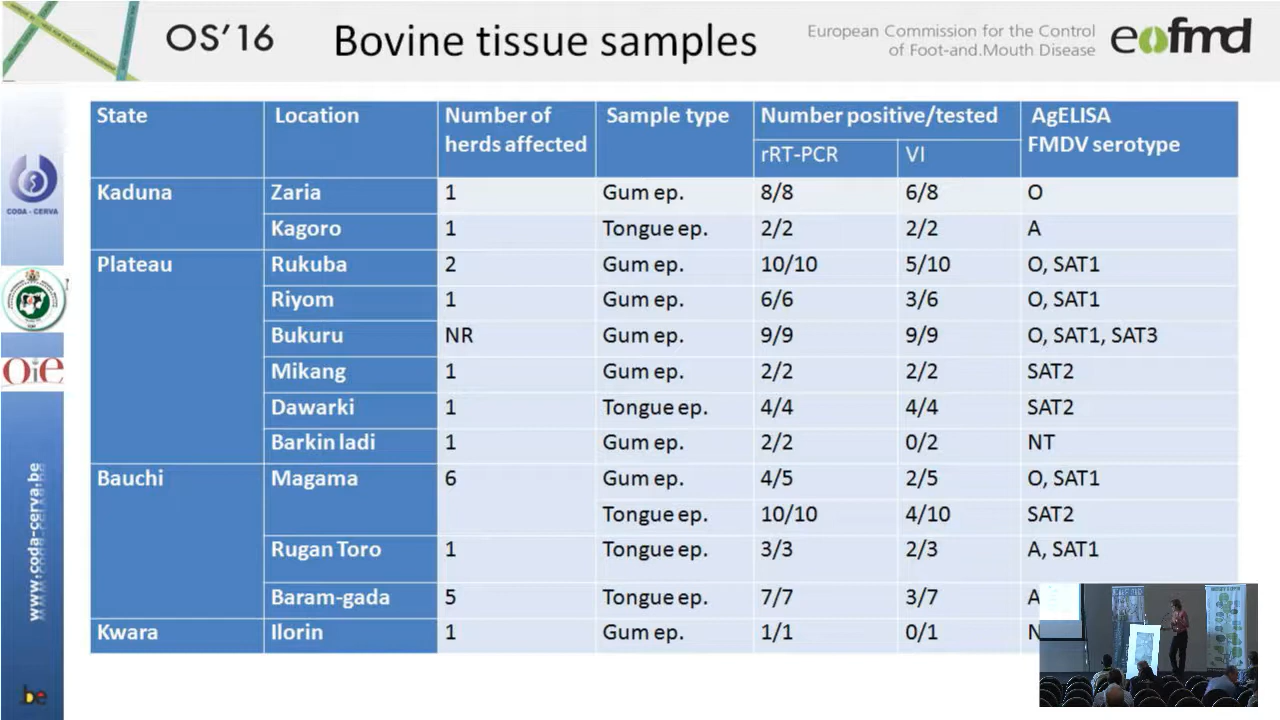 OS’16 Bovine tissue samples
European Commission for the Control
of Foot-and.Mouth Disease
eofmd
State Location Number of herds affected Sample type Number positive/tested AgELISA FMDV serotype
rRT-PCR VI
Kaduna Zaria 1 Gum ep. 8/8 6/8 O
Kagoro 1 Tongue ep. 2/2 2/2 A
Plateau Rukuba 2 Gum ep. 10/10 5/10 O, SAT1
Riyom 1 Gum ep. 6/6 3/6 O, SAT1
Bukuru NR Gum ep. 9/9 9/9 O, SAT1, SAT3
Mikang 1 Gum ep. 2/2 2/2 SAT2
Dawarki 1 Tongue ep. 4/4 4/4 SAT2
Barkin ladi 1 Gum ep. 2/2 0/2 NT
Bauchi Magama 6 Gum ep. 4/5 2/5 O, SAT1
Tongue ep. 10/10 4/10 SAT2
Rugan Toro 1 Tongue ep. 3/3 2/3 A, SAT1
Baram-gada 5 Tongue ep. 7/7 3/7 A
Kwara Ilorin 1 Gum ep. 1/1 0/1
CODA - CERVA
Oie
www.coda-cerva.be
.be